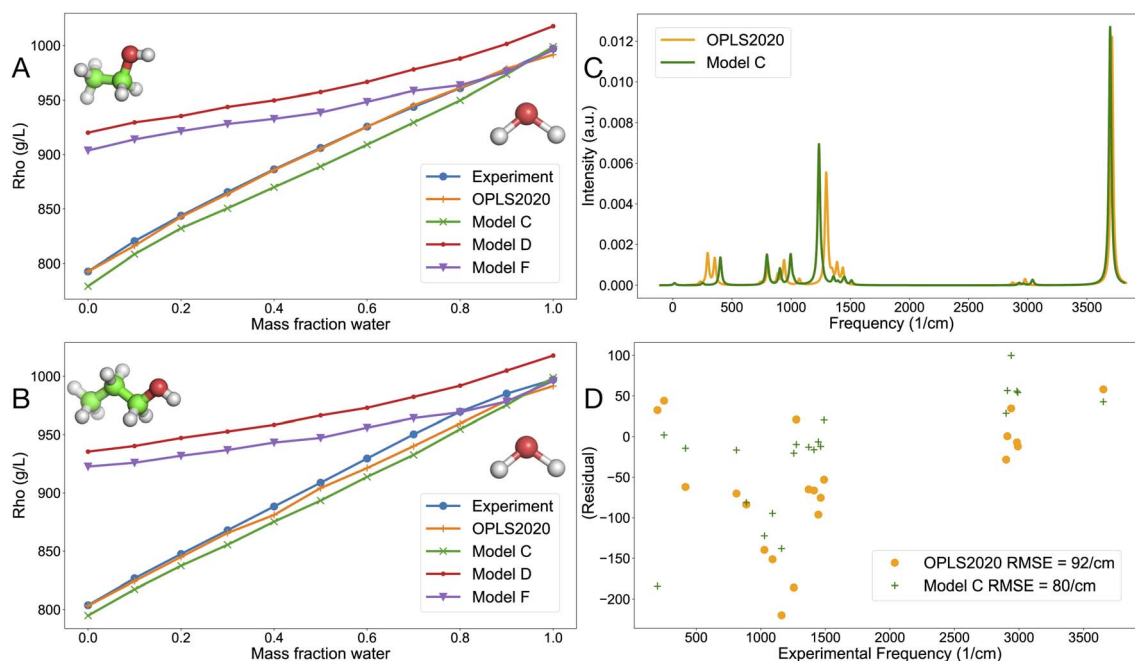 A
Rho (g/L)
1000
950
900
850
800
0.0 0.2 0.4 0.6 0.8 1.0
Mass fraction water
Experiment
OPLS2020
Model C
Model D
Model F
C
Intensity (a.u.)
0.012
0.010
0.008
0.006
0.004
0.002
0.000
0 500 1000 1500 2000 2500 3000 3500
Frequency (1/cm)
OPLS2020
Model C
B
Rho (g/L)
1000
950
900
850
800
0.0 0.2 0.4 0.6 0.8 1.0
Mass fraction water
Experiment
OPLS2020
Model C
Model D
Model F
D
(Residual)
100
50
0
−50
−100
−150
−200
500 1000 1500 2000 2500 3000 3500
Experimental Frequency (1/cm)
OPLS2020 RMSE = 92/cm
Model C RMSE = 80/cm